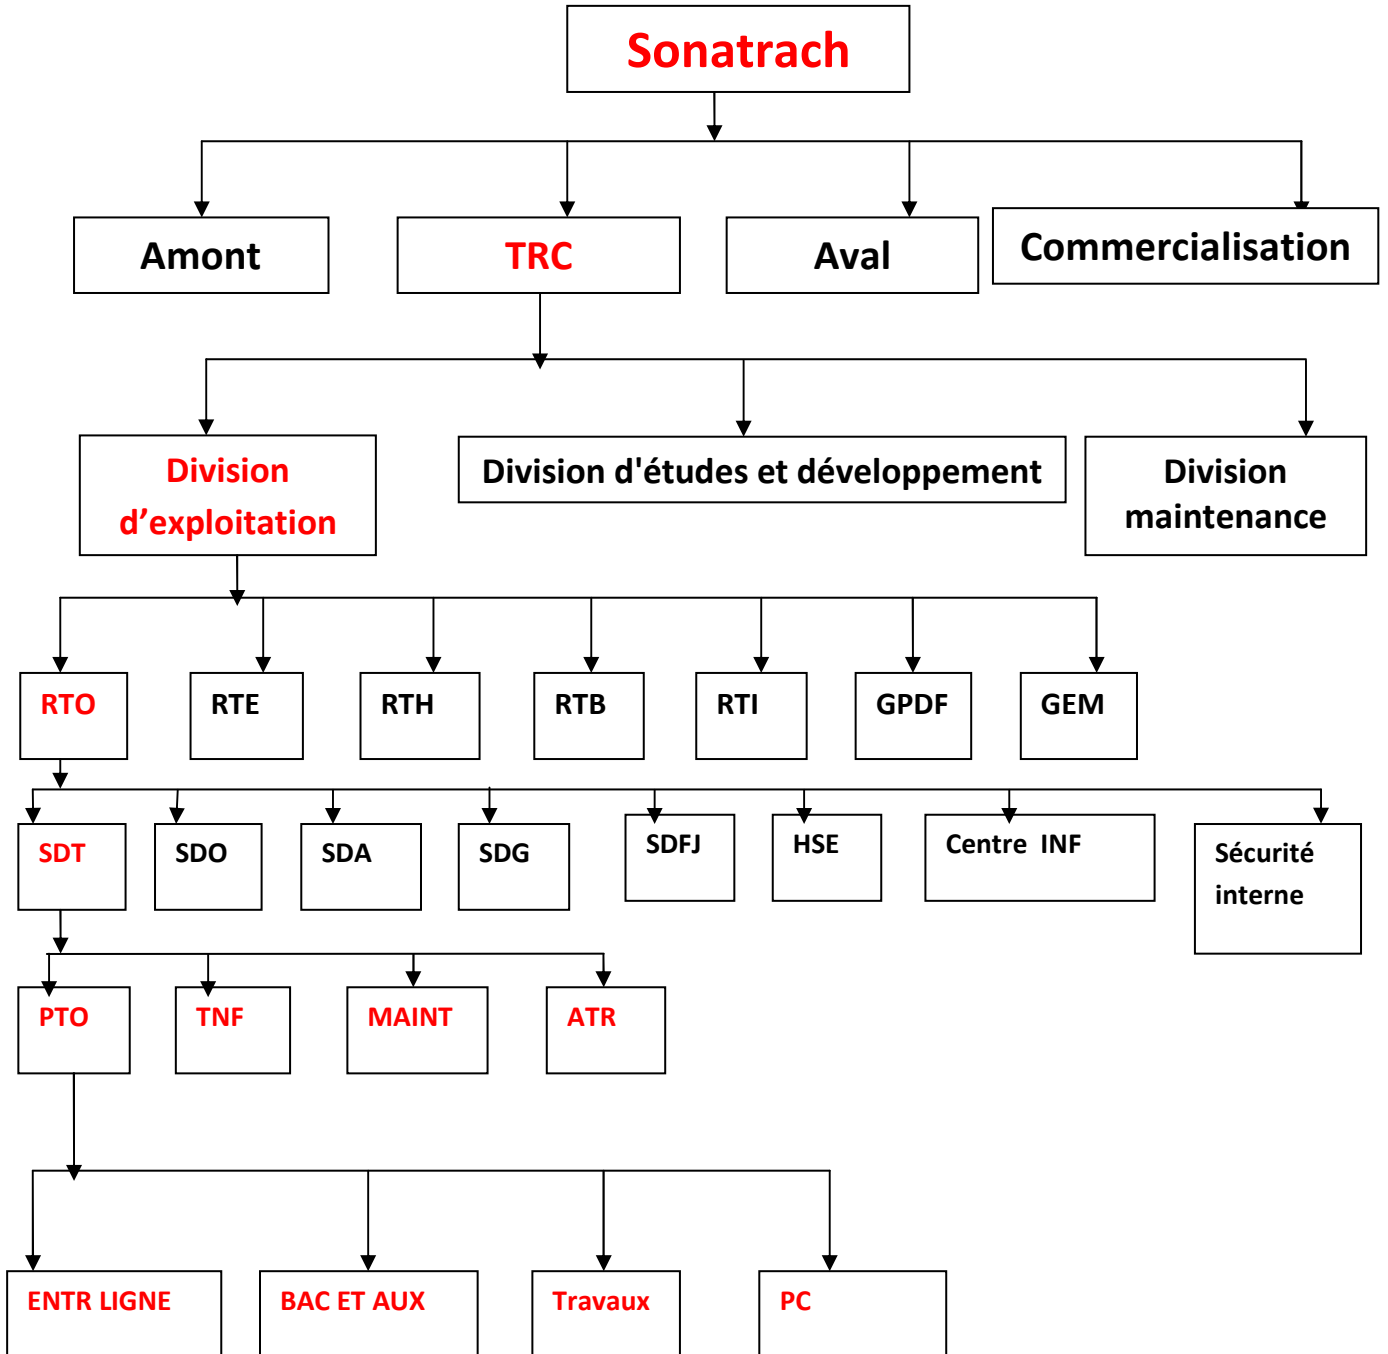 Sonatrach
Amont
TRC
Aval
Commercialisation
Division
d’exploitation
Division d'études et développement
Division
maintenance
RTO
RTE
RTH
RTB
RTI
GPDF
GEM
SDT
SDO
SDA
SDG
SDFJ
HSE
Centre INF
Sécurité
interne
PTO
TNF
MAINT
ATR
ENTR LIGNE
BAC ET AUX
Travaux
PC